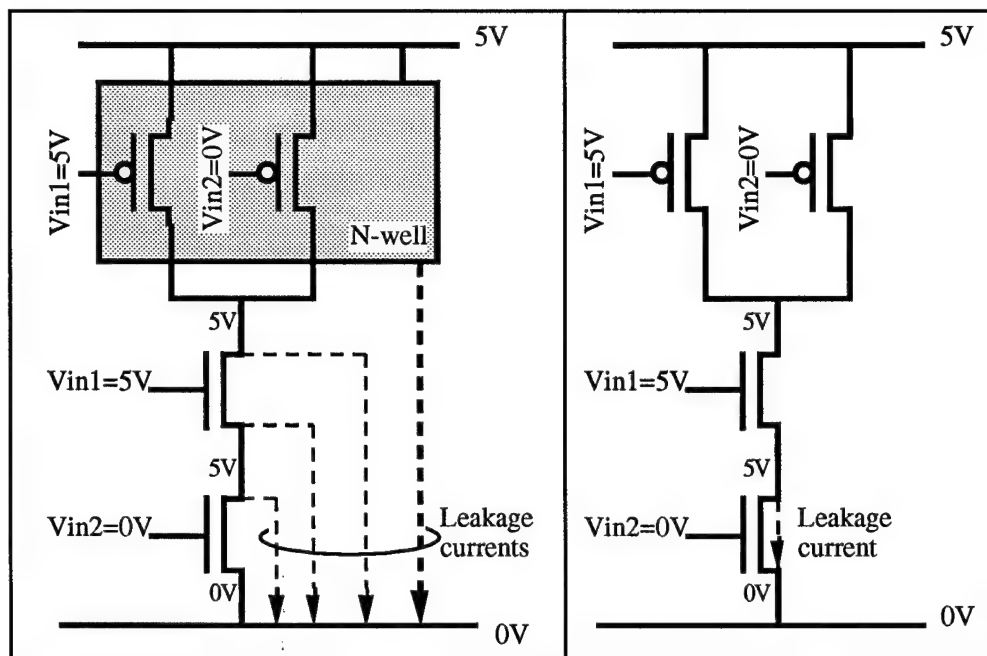 5V
Vin1=5V
Vin2=0V
N-well
5V
Vin1=5V
5V
Vin2=0V
Leakage
currents
0V
0V
5V
Vin1=5V
Vin2=0V
5V
Vin1=5V
5V
Vin2=0V
Leakage
current
0V
0V